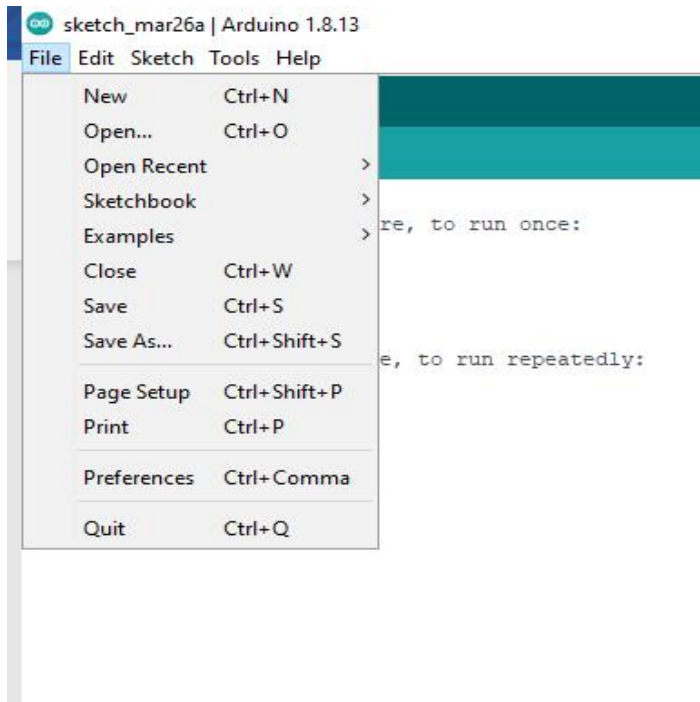 sketch_mar26a | Arduino 1.8.13
File Edit Sketch Tools Help
New Ctrl+N
Open... Ctrl+O
Open Recent >
Sketchbook >
Examples >
Close Ctrl+W
Save Ctrl+S
Save As... Ctrl+Shift+S
Page Setup Ctrl+Shift+P
Print Ctrl+P
Preferences Ctrl+Comma
Quit Ctrl+Q
re, to run once:
e, to run repeatedly: